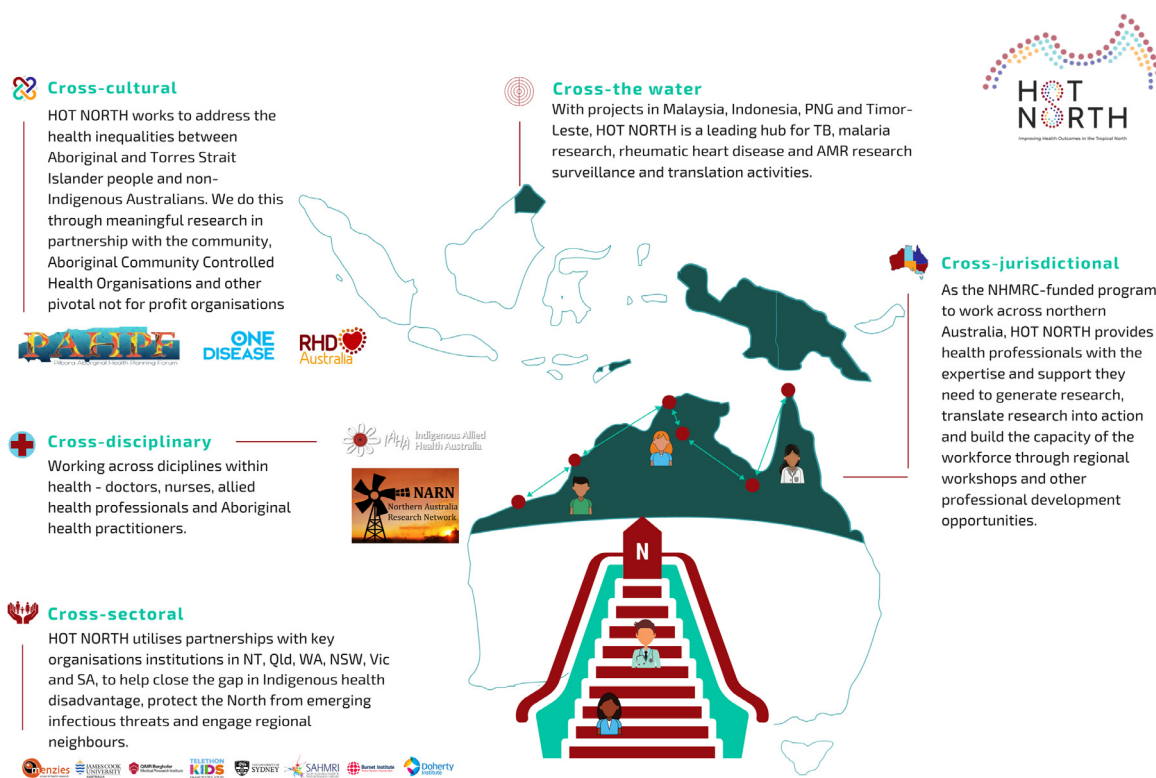 Cross-cultural
HOT NORTH works to address the
health inequalities between
Aboriginal and Torres Strait
Islander people and non-
Indigenous Australians. We do this
through meaningful research in
partnership with the community,
Aboriginal Community Controlled
Health Organisations and other
pivotal not for profit organisations
PAHPF
Pilbara Aboriginal Health Planning Forum
ONE
DISEASE
RHD
Australia
Cross-the water
With projects in Malaysia, Indonesia, PNG and Timor-
Leste, HOT NORTH is a leading hub for TB, malaria
research, rheumatic heart disease and AMR research
surveillance and translation activities.
HOT
NORTH
Improving Health Outcomes in the Tropical North
Cross-jurisdictional
As the NHMRC-funded program
to work across northern
Australia, HOT NORTH provides
health professionals with the
expertise and support they
need to generate research,
translate research into action
and build the capacity of the
workforce through regional
workshops and other
professional development
opportunities.
Cross-disciplinary
Working across diciplines within
health - doctors, nurses, allied
health professionals and Aboriginal
health practitioners.
IAHA Indigenous Allied
Health Australia
NARN
Northern Australia
Research Network
N
Cross-sectoral
HOT NORTH utilises partnerships with key
organisations institutions in NT, Qld, WA, NSW, Vic
and SA, to help close the gap in Indigenous health
disadvantage, protect the North from emerging
infectious threats and engage regional
neighbours.
menzies
JAMES COOK
UNIVERSITY
AUSTRALIA
QIMR Berghofer
Medical Research Institute
TELETHON
KIDS
THE UNIVERSITY OF
SYDNEY
SAHMRI
Burnet Institute
Doherty
Institute